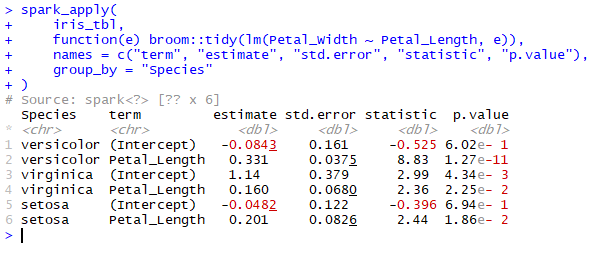 > spark_apply(
+     iris_tbl,
+     function(e) broom::tidy(lm(Petal_Width ~ Petal_Length, e)),
+     names = c("term", "estimate", "std.error", "statistic", "p.value"),
+     group_by = "Species"
+ )
# Source: spark<?> [?? x 6]
  Species    term         estimate std.error statistic  p.value
* <chr>      <chr>           <dbl>     <dbl>     <dbl>    <dbl>
1 versicolor (Intercept)   -0.0843    0.161     -0.525 6.02e- 1
2 versicolor Petal_Length   0.331     0.0375     8.83  1.27e-11
3 virginica  (Intercept)    1.14      0.379      2.99  4.34e- 3
4 virginica  Petal_Length   0.160     0.0680     2.36  2.25e- 2
5 setosa     (Intercept)   -0.0482    0.122     -0.396 6.94e- 1
6 setosa     Petal_Length   0.201     0.0826     2.44  1.86e- 2
>